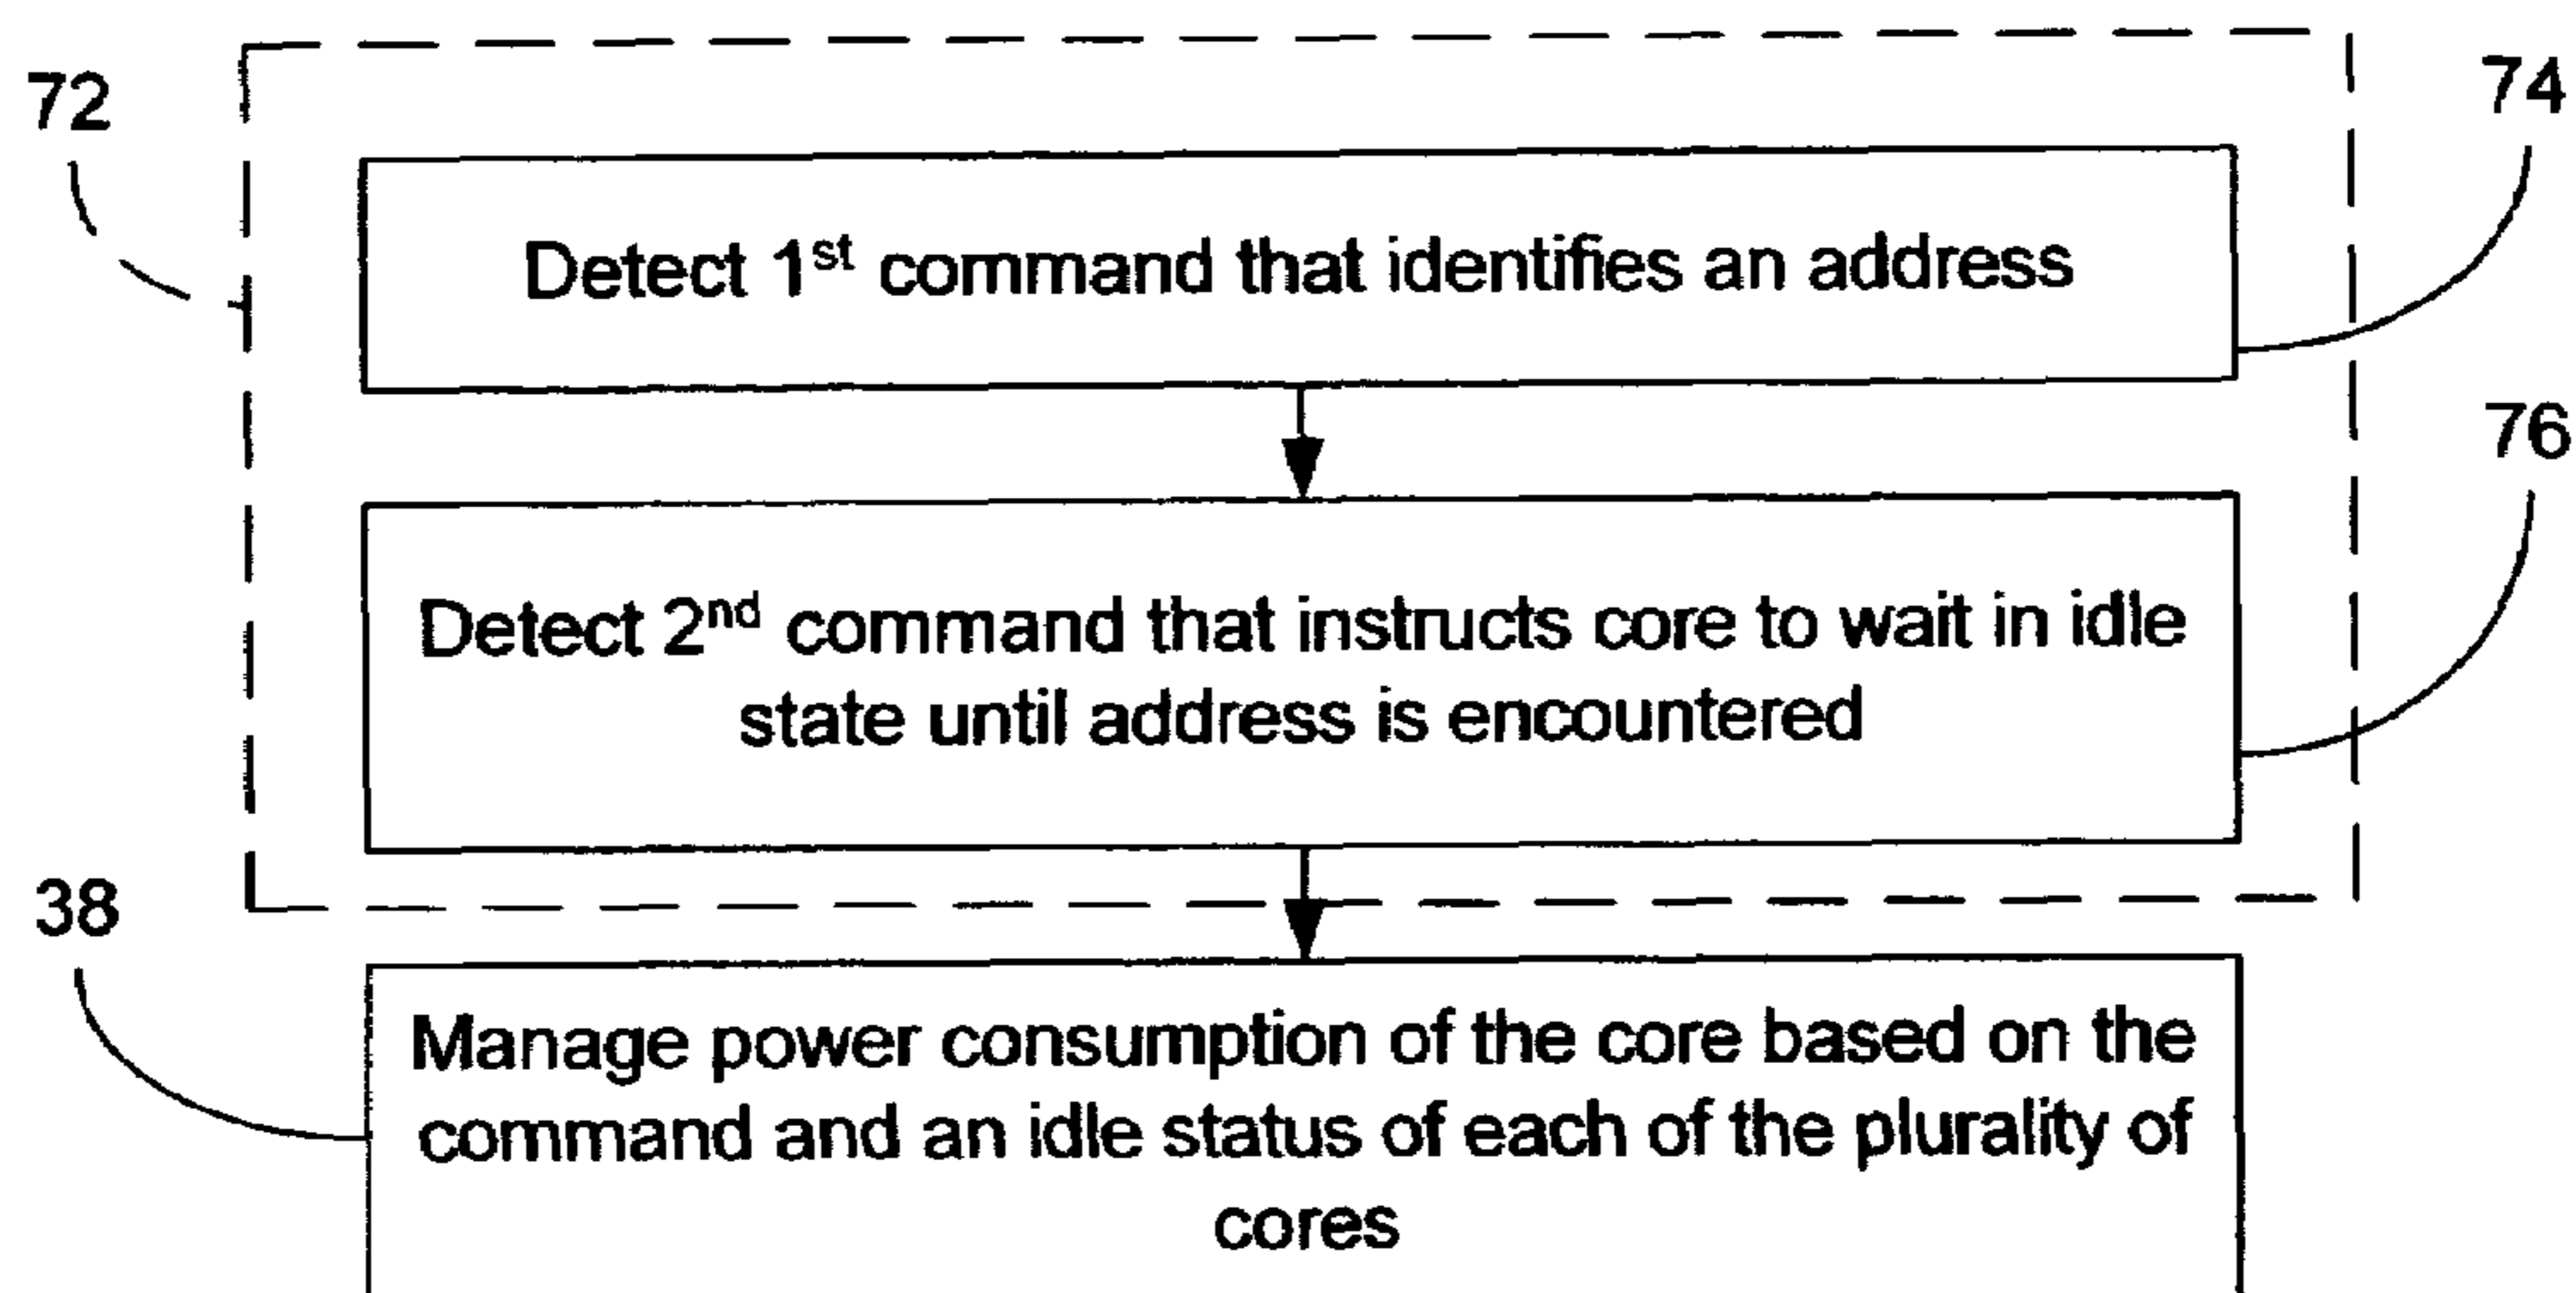 72
74
Detect 1st command that identifies an address
76
Detect 2nd command that instructs core to wait in idle
state until address is encountered
38
Manage power consumption of the core based on the
command and an idle status of each of the plurality of
cores